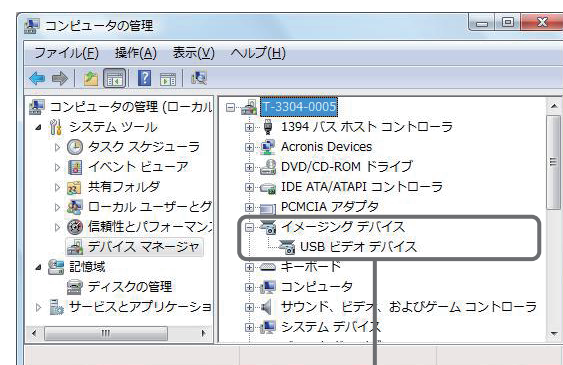 コンピュータの管理
ファイル(F) 操作(A) 表示(V) ヘルプ(H)
コンピュータの管理 (ローカル
システム ツール
タスク スケジューラ
イベント ビューア
共有フォルダ
ローカル ユーザーとグ
信頼性とパフォーマンス
デバイス マネージャ
記憶域
ディスクの管理
サービスとアプリケーショ
T-3304-0005
1394 バス ホスト コントローラ
Acronis Devices
DVD/CD-ROM ドライブ
IDE ATA/ATAPI コントローラ
PCMCIA アダプタ
イメージング デバイス
USB ビデオ デバイス
キーボード
コンピュータ
サウンド、ビデオ、およびゲーム コントローラ
システム デバイス